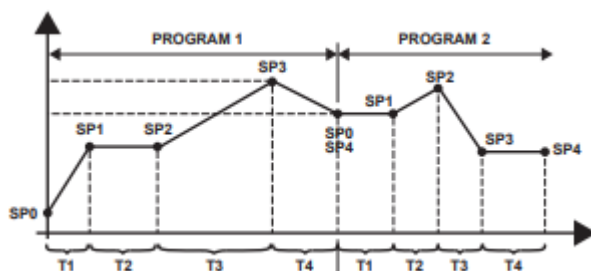 PROGRAM 1 PROGRAM 2
SP3 SP2
SP1 SP2 SP0 SP1
SP4 SP3 SP4
SP0
T1 T2 T3 T4 T1 T2 T3 T4